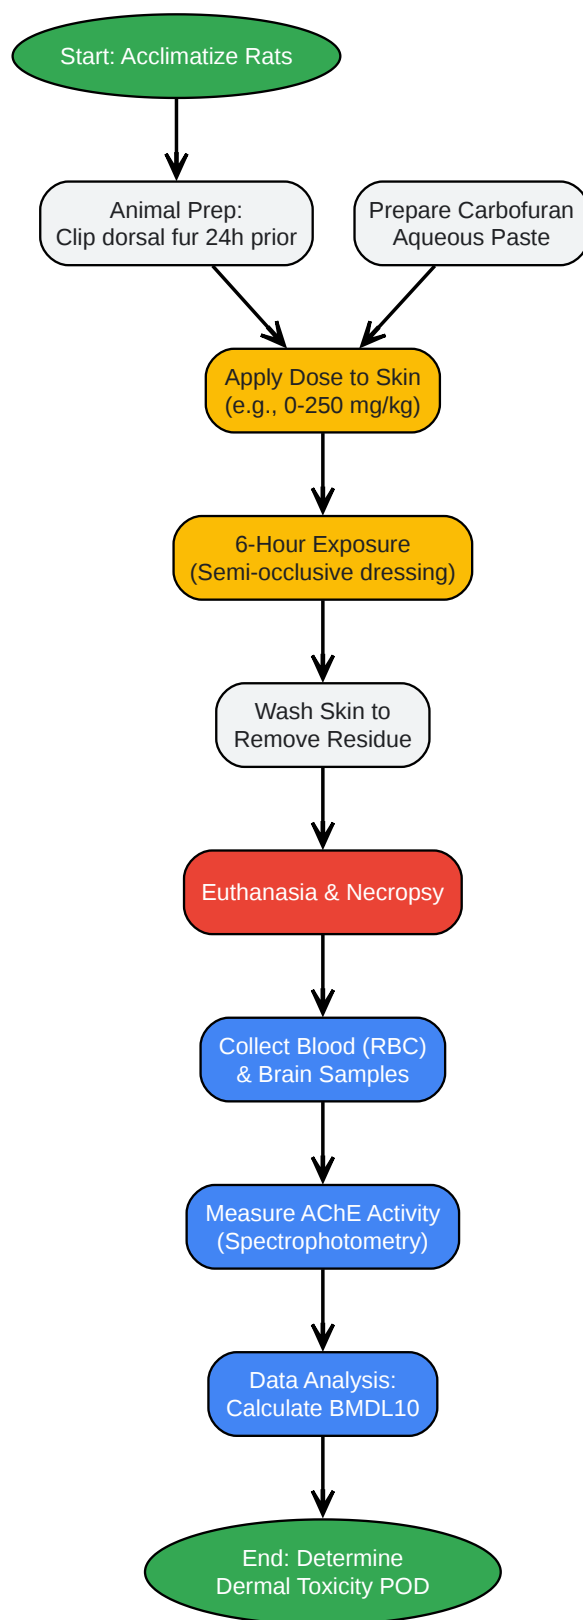 Start: Acclimatize Rats
Animal Prep:
Clip dorsal fur 24h prior
Prepare Carbofuran
Aqueous Paste
Apply Dose to Skin
(e.g., 0-250 mg/kg)
6-Hour Exposure
(Semi-occlusive dressing)
Wash Skin to
Remove Residue
Euthanasia & Necropsy
Collect Blood (RBC)
& Brain Samples
Measure AChE Activity
(Spectrophotometry)
Data Analysis:
Calculate BMDL10
End: Determine
Dermal Toxicity POD